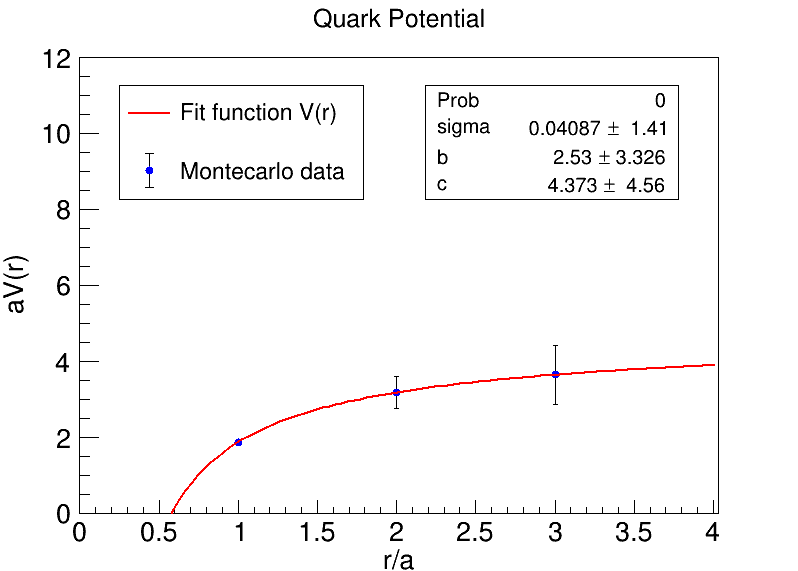 Quark Potential
12
10
8
6
4
2
0
aV(r)
Fit function V(r)
Montecarlo data
Prob 0
sigma 0.04087 ± 1.41
b 2.53 ± 3.326
c 4.373 ± 4.56
0 0.5 1 1.5 2 2.5 3 3.5 4
r/a